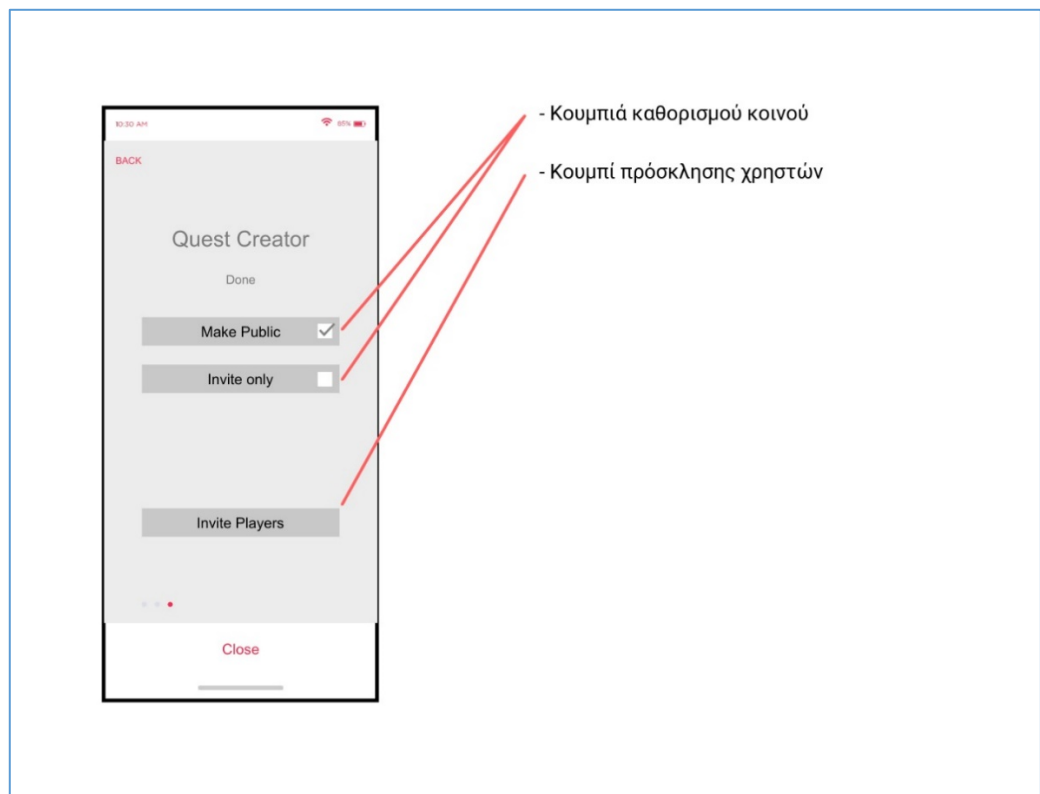 10:30 AM 85%
BACK
Quest Creator
Done
Make Public
Invite only
Invite Players
Close
- Κουμπιά καθορισμού κοινού
- Κουμπί πρόσκλησης χρηστών